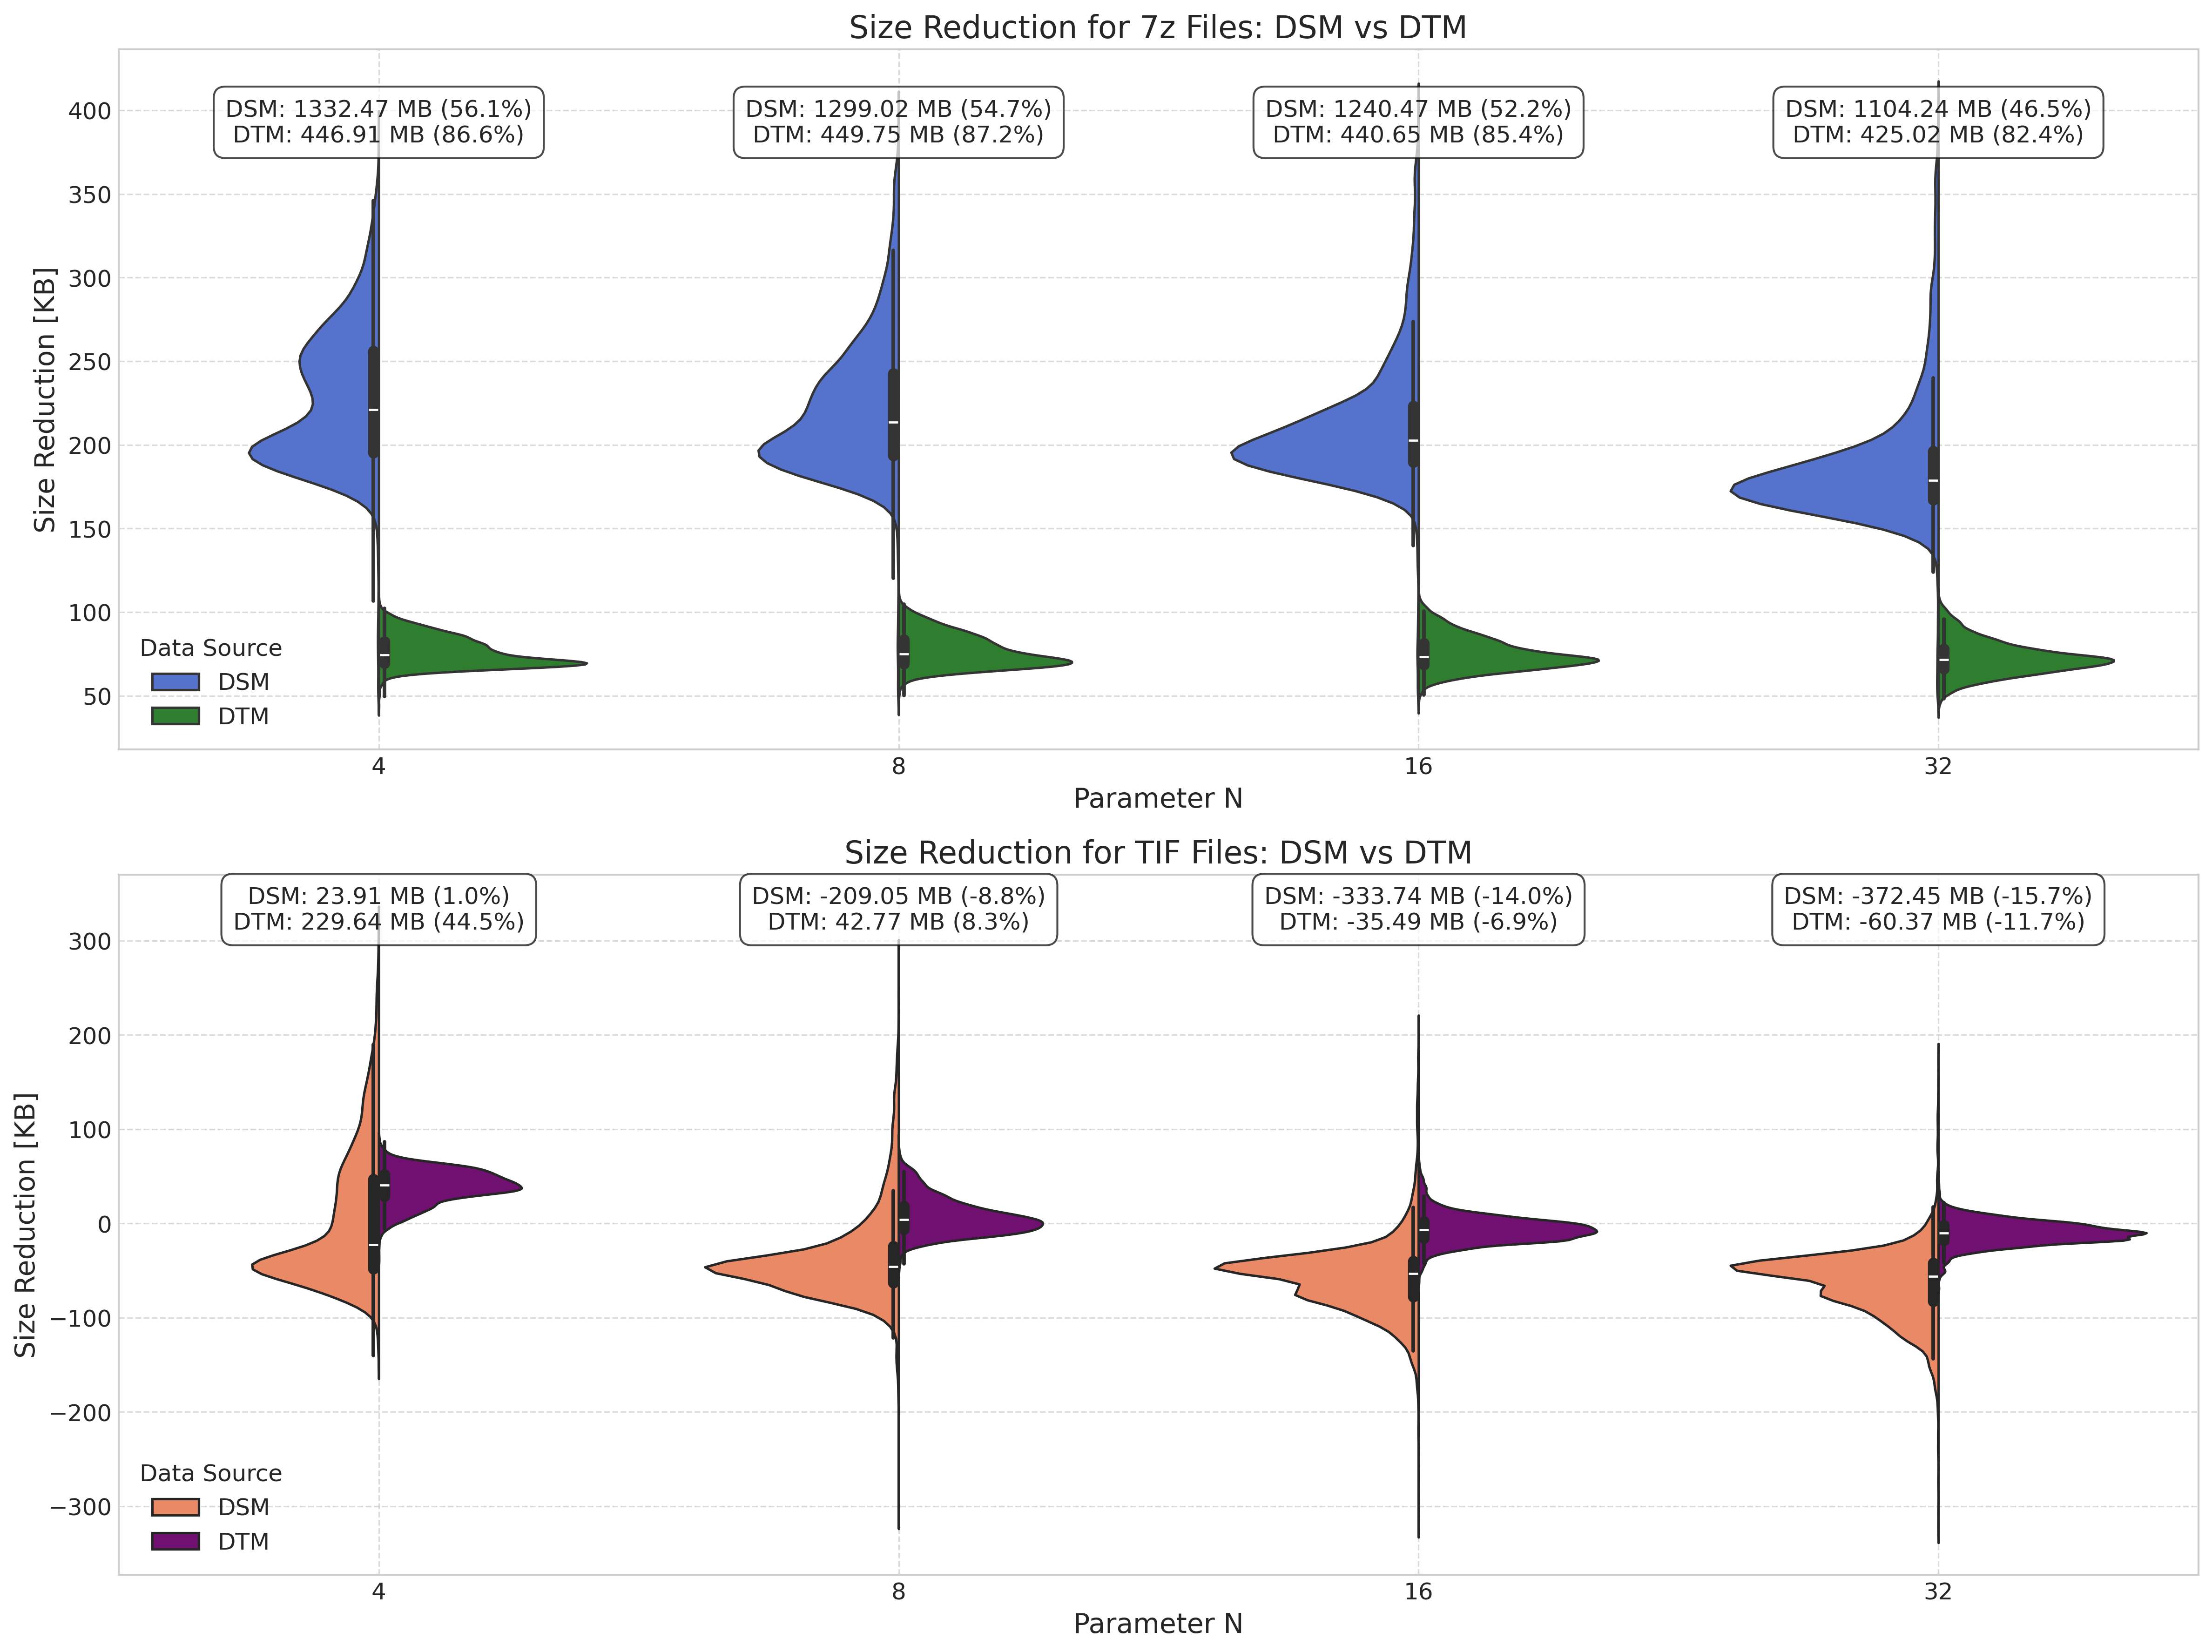 Size Reduction for 7z Files: DSM vs DTM
DSM: 1332.47 MB (56.1%)
DTM: 446.91 MB (86.6%)
DSM: 1299.02 MB (54.7%)
DTM: 449.75 MB (87.2%)
DSM: 1240.47 MB (52.2%)
DTM: 440.65 MB (85.4%)
DSM: 1104.24 MB (46.5%)
DTM: 425.02 MB (82.4%)
Size Reduction [KB]
400
350
300
250
200
150
100
50
Data Source
DSM
DTM
4
8
16
32
Parameter N
Size Reduction for TIF Files: DSM vs DTM
DSM: 23.91 MB (1.0%)
DTM: 229.64 MB (44.5%)
DSM: -209.05 MB (-8.8%)
DTM: 42.77 MB (8.3%)
DSM: -333.74 MB (-14.0%)
DTM: -35.49 MB (-6.9%)
DSM: -372.45 MB (-15.7%)
DTM: -60.37 MB (-11.7%)
Size Reduction [KB]
300
200
100
0
−100
−200
−300
Data Source
DSM
DTM
4
8
16
32
Parameter N